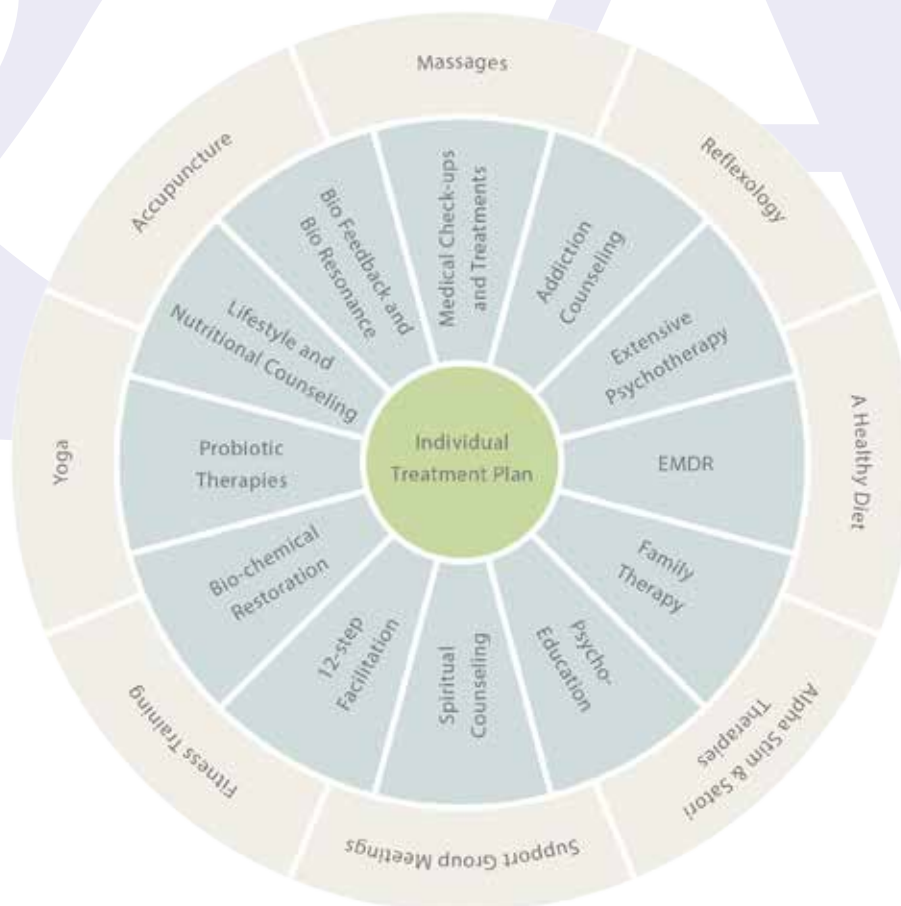 Massages
Reflexology
A Healthy Diet
Alpha Stim & Satori
Therapies
Support Group Meetings
Fitness Training
Yoga
Accupuncture
Medical Check-ups
and Treatments
Addiction
Counseling
Extensive
Psychotherapy
EMDR
Family
Therapy
Psycho-
Education
Spiritual
Counseling
12-step
Facilitation
Bio-chemical
Restoration
Probiotic
Therapies
Lifestyle and
Nutritional Counseling
Bio Feedback and
Bio Resonance
Individual
Treatment Plan